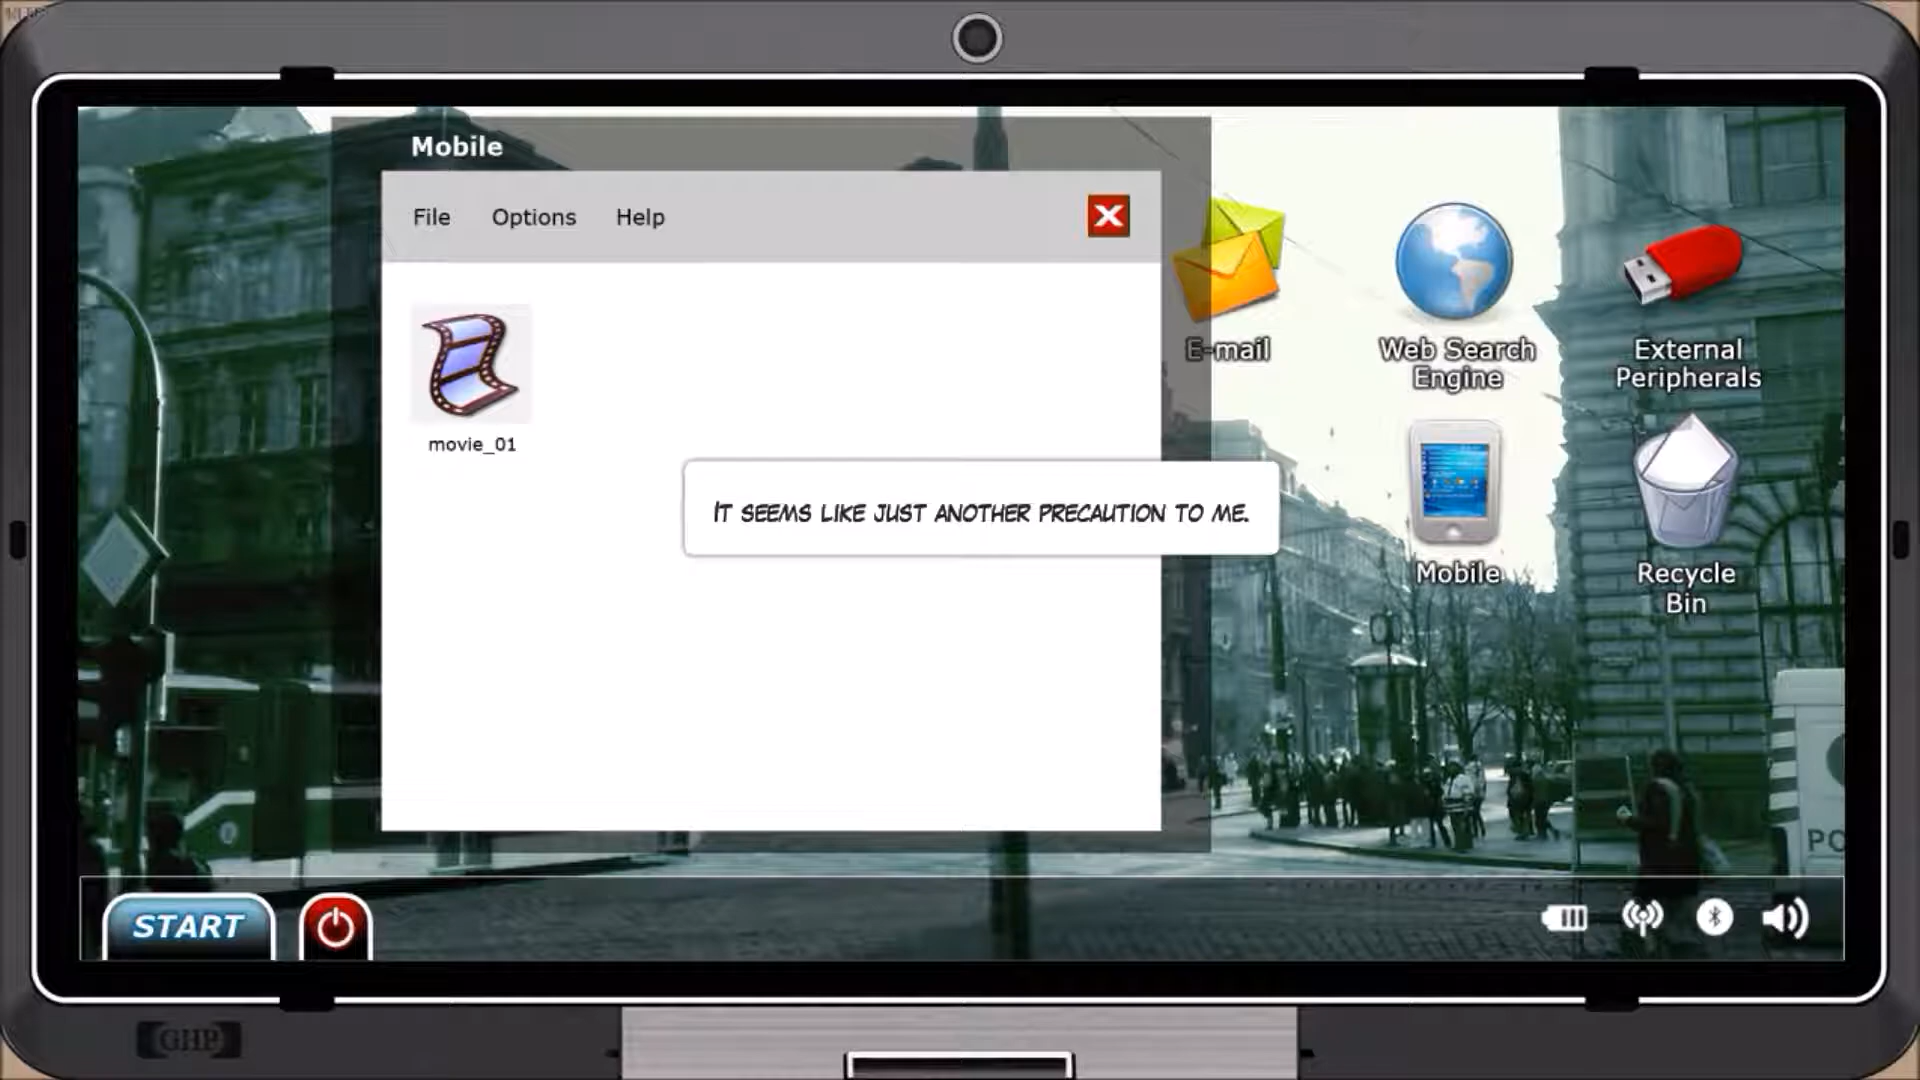 Mobile
File Options Help
movie_01
IT SEEMS LIKE JUST ANOTHER PRECAUTION TO ME.
E-mail
Web Search
Engine
External
Peripherals
Mobile
Recycle
Bin
PO
START
GHP